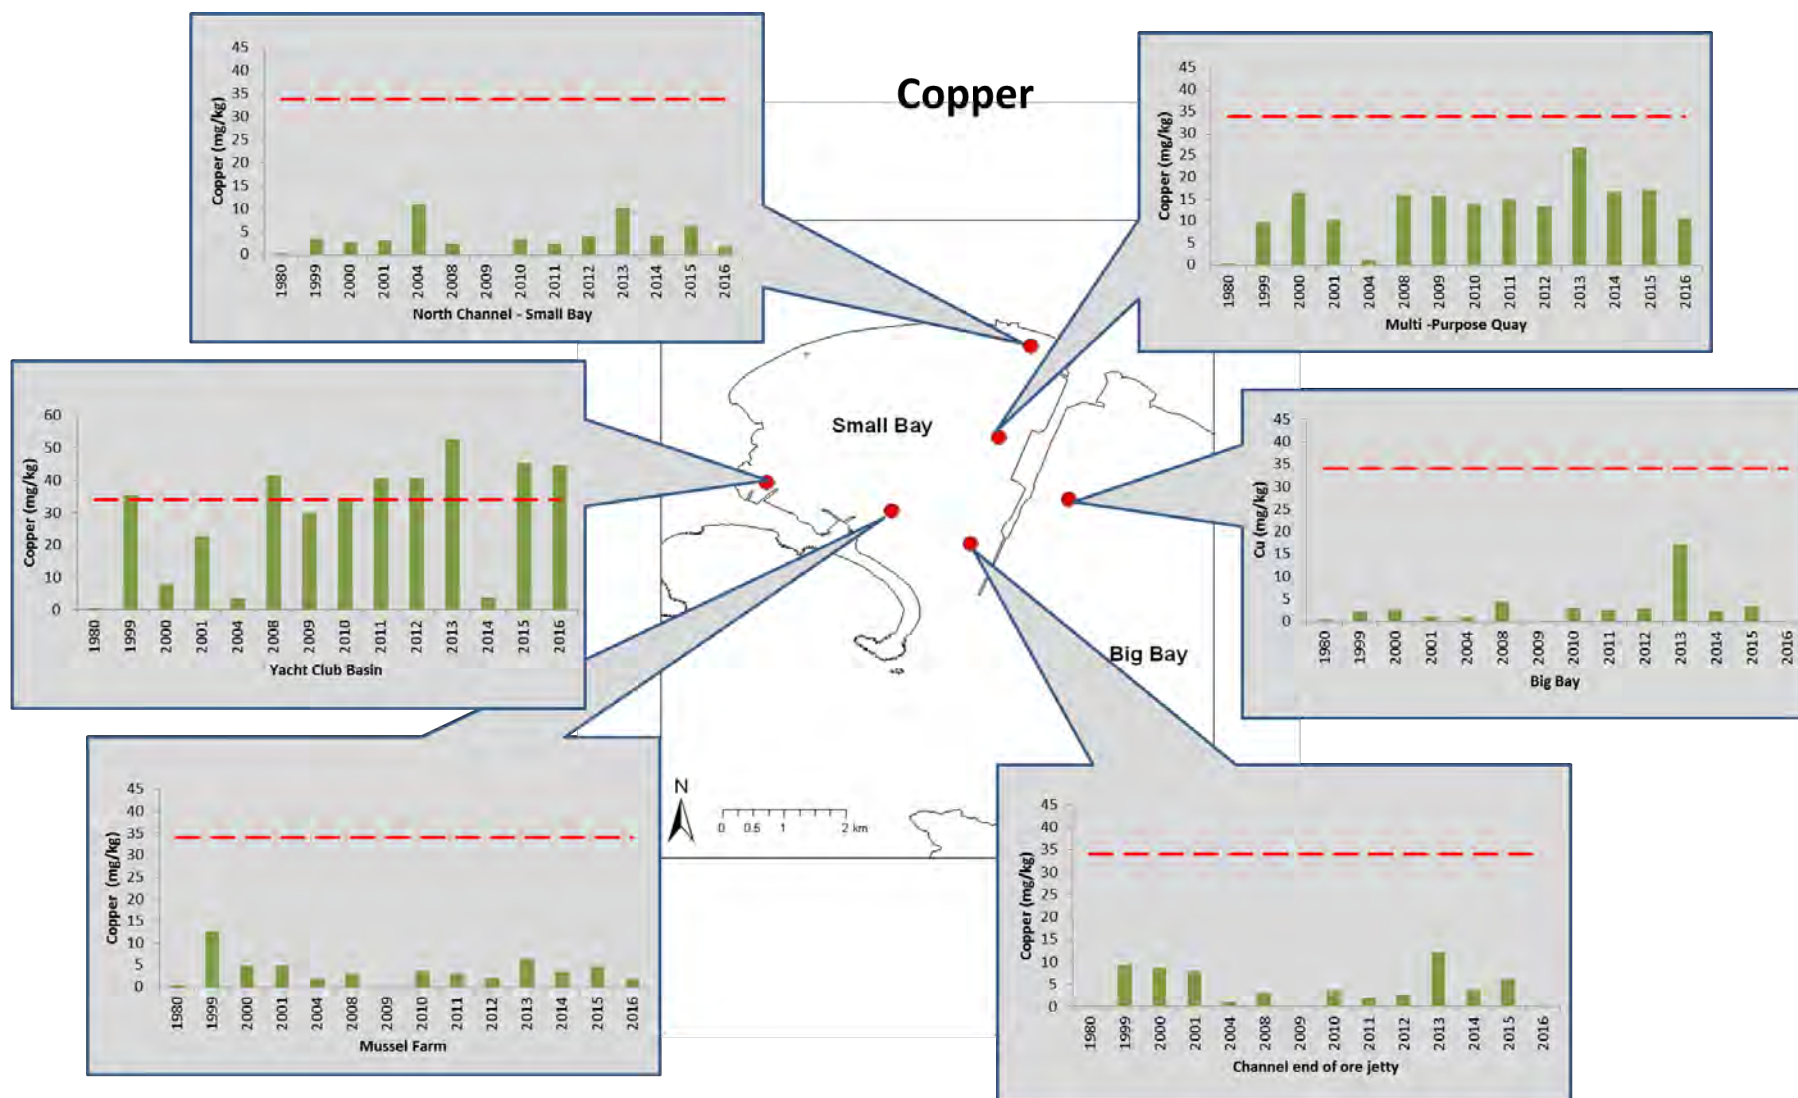 Copper
45
40
35
30
25
20
15
10
5
0
Copper (mg/kg)
1980 1999 2000 2001 2004 2008 2009 2010 2011 2012 2013 2014 2015 2016
North Channel - Small Bay
45
40
35
30
25
20
15
10
5
0
Copper (mg/kg)
1980 1999 2000 2001 2004 2008 2009 2010 2011 2012 2013 2014 2015 2016
Multi -Purpose Quay
60
50
40
30
20
10
0
Copper (mg/kg)
1980 1999 2000 2001 2004 2008 2009 2010 2011 2012 2013 2014 2015 2016
Yacht Club Basin
Small Bay
Big Bay
45
40
35
30
25
20
15
10
5
0
Cu (mg/kg)
1980 1999 2000 2001 2004 2008 2009 2010 2011 2012 2013 2014 2015 2016
Big Bay
N
0 0.5 1 2 km
45
40
35
30
25
20
15
10
5
0
Copper (mg/kg)
1980 1999 2000 2001 2004 2008 2009 2010 2011 2012 2013 2014 2015 2016
Mussel Farm
45
40
35
30
25
20
15
10
5
0
Copper (mg/kg)
1980 1999 2000 2001 2004 2008 2009 2010 2011 2012 2013 2014 2015 2016
Channel end of ore jetty